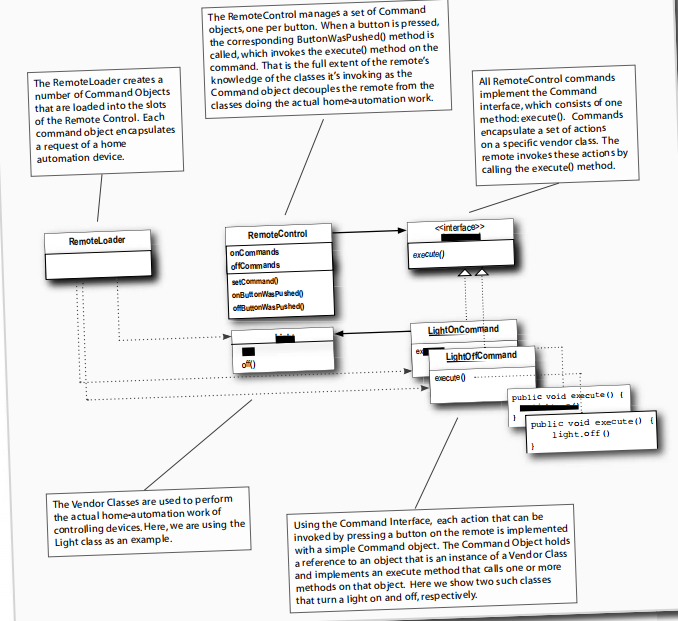 The RemoteControl manages a set of Command
objects, one per button. When a button is pressed,
the corresponding ButtonWasPushed() method is
called, which invokes the execute() method on the
command. That is the full extent of the remote's
knowledge of the classes it's invoking as the
Command object decouples the remote from the
classes doing the actual home-automation work.
The RemoteLoader creates a
number of Command Objects
that are loaded into the slots
of the Remote Control. Each
command object encapsulates
a request of a home
automation device.
All RemoteControl commands
implement the Command
interface, which consists of one
method: execute(). Commands
encapsulate a set of actions
on a specific vendor class. The
remote invokes these actions by
calling the execute() method.
RemoteLoader
RemoteControl
onCommands
offCommands
setCommand()
onButtonWasPushed()
offButtonWasPushed()
<<interface>>
execute()
off()
LightOnCommand
LightOffCommand
execute()
public void execute() {
}
public void execute() {
light.off()
}
The Vendor Classes are used to perform
the actual home-automation work of
controlling devices. Here, we are using the
Light class as an example.
Using the Command Interface, each action that can be
invoked by pressing a button on the remote is implemented
with a simple Command object. The Command Object holds
a reference to an object that is an instance of a Vendor Class
and implements an execute method that calls one or more
methods on that object. Here we show two such classes
that turn a light on and off, respectively.